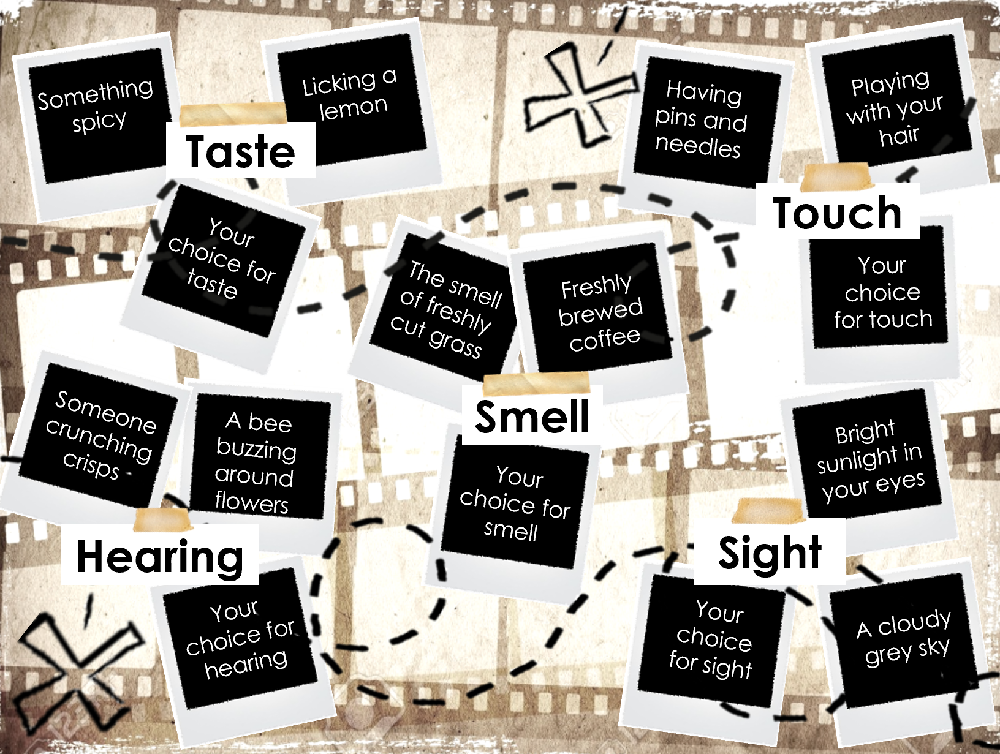 Something
spicy
Licking a
lemon
Taste
Your
choice for
taste
Having
pins and
needles
Playing
with your
hair
Touch
Your
choice
for touch
The smell
of freshly
cut grass
Freshly
brewed
coffee
Smell
Your
choice for
smell
Someone
crunching
crisps
A bee
buzzing
around
flowers
Hearing
Your
choice for
hearing
Bright
sunlight in
your eyes
Sight
Your
choice
for sight
A cloudy
grey sky